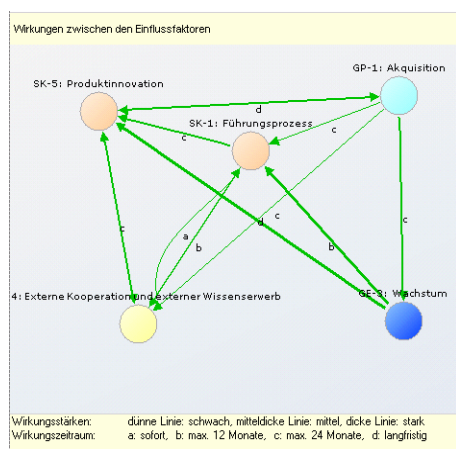 Wirkungen zwischen den Einflussfaktoren
GP-1: Akquisition
SK-5: Produktinnovation
d
SK-1: Führungsprozess
c
c
c
d
c
c
a
b
b
4: Externe Kooperation und externer Wissenserwerb
GE-3: Wachstum
Wirkungsstärken: dünne Linie: schwach, mitteldicke Linie: mittel, dicke Linie: stark
Wirkungszeitraum: a: sofort, b: max. 12 Monate, c: max. 24 Monate, d: langfristig